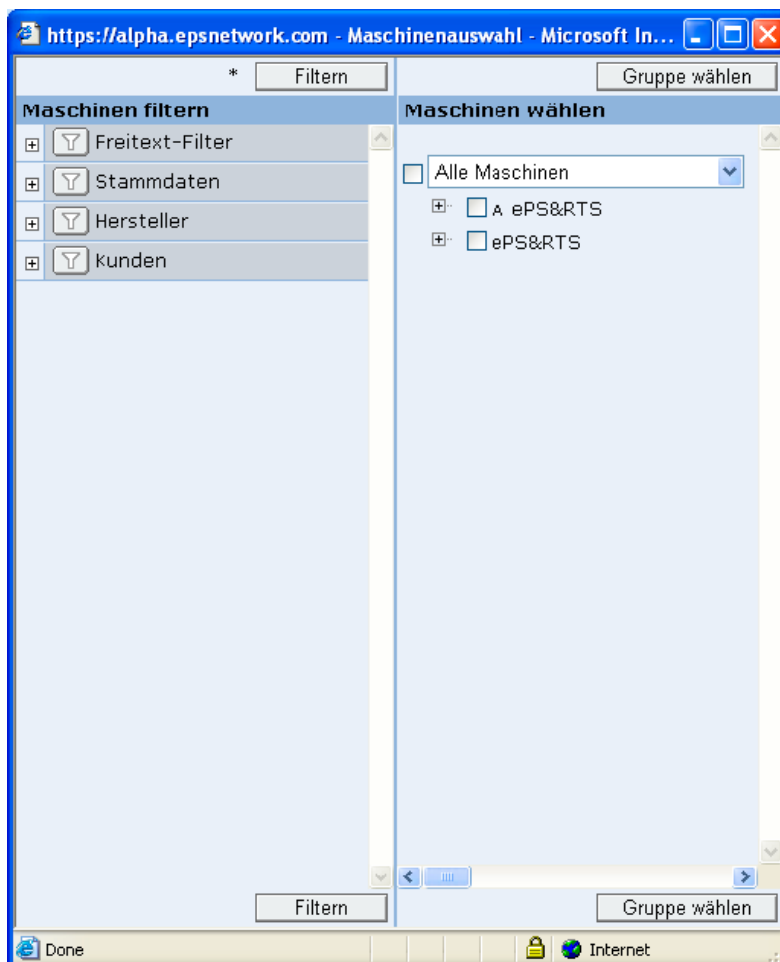 https://alpha.epsnetwork.com - Maschinenauswahl - Microsoft In...
* Filtern
Gruppe wählen
Maschinen filtern
Maschinen wählen
Freitext-Filter
Stammdaten
Hersteller
Kunden
Alle Maschinen
A ePS&RTS
ePS&RTS
Filtern
Gruppe wählen
Done
Internet